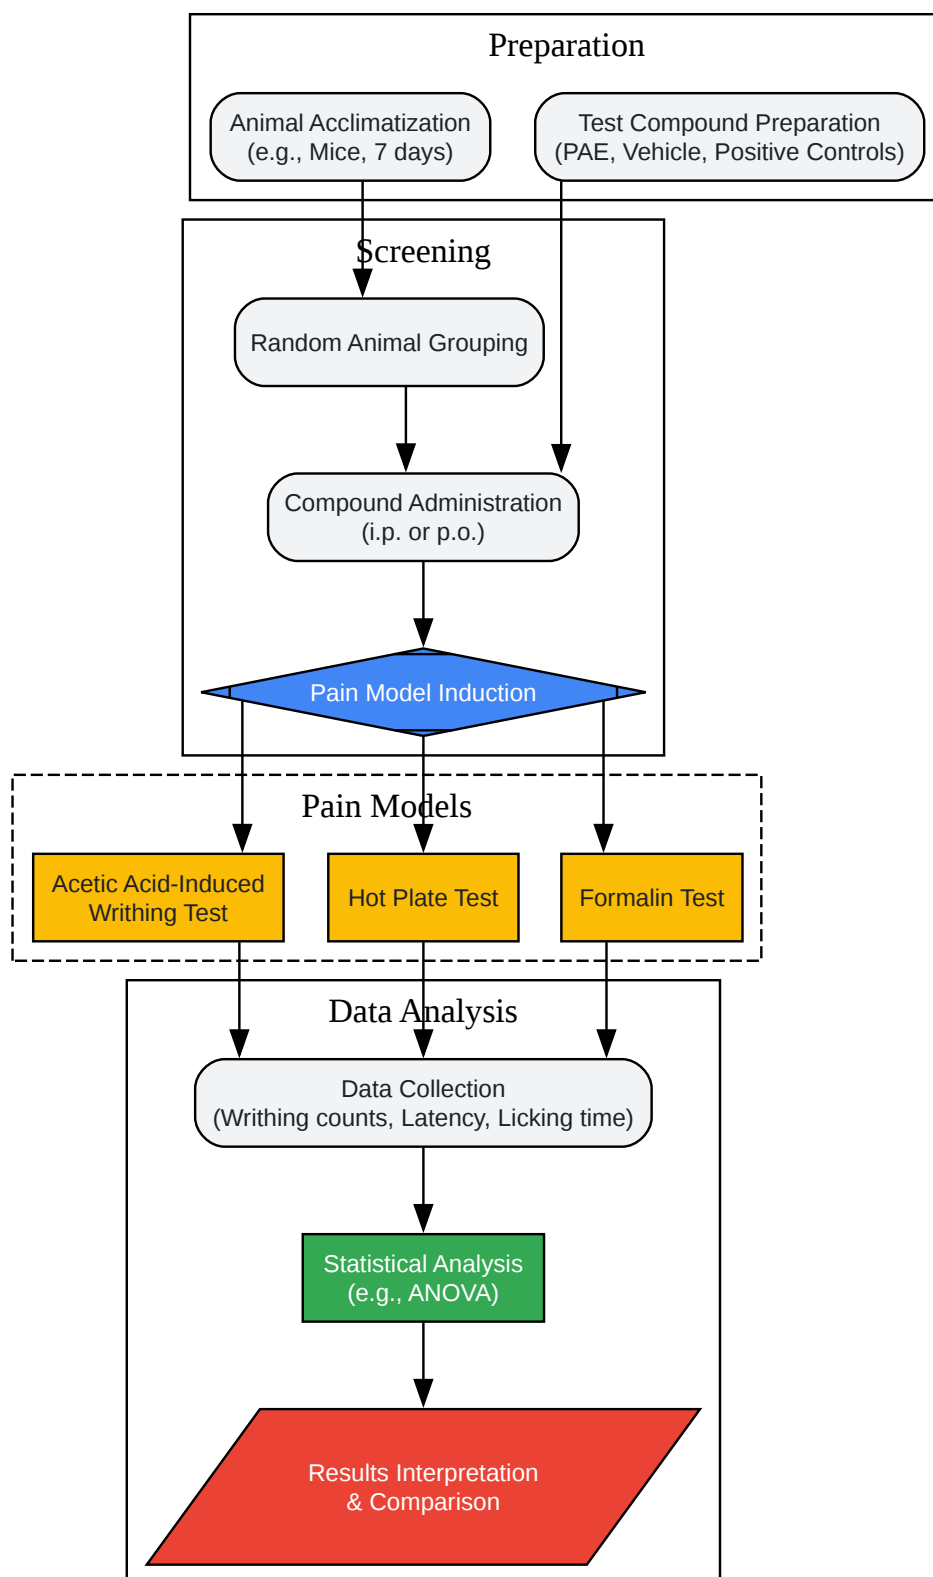 Preparation
Animal Acclimatization
(e.g., Mice, 7 days)
Test Compound Preparation
(PAE, Vehicle, Positive Controls)
Screening
Random Animal Grouping
Compound Administration
(i.p. or p.o.)
Pain Model Induction
Pain Models
Acetic Acid-Induced
Writhing Test
Hot Plate Test
Formalin Test
Data Analysis
Data Collection
(Writhing counts, Latency, Licking time)
Statistical Analysis
(e.g., ANOVA)
Results Interpretation
& Comparison